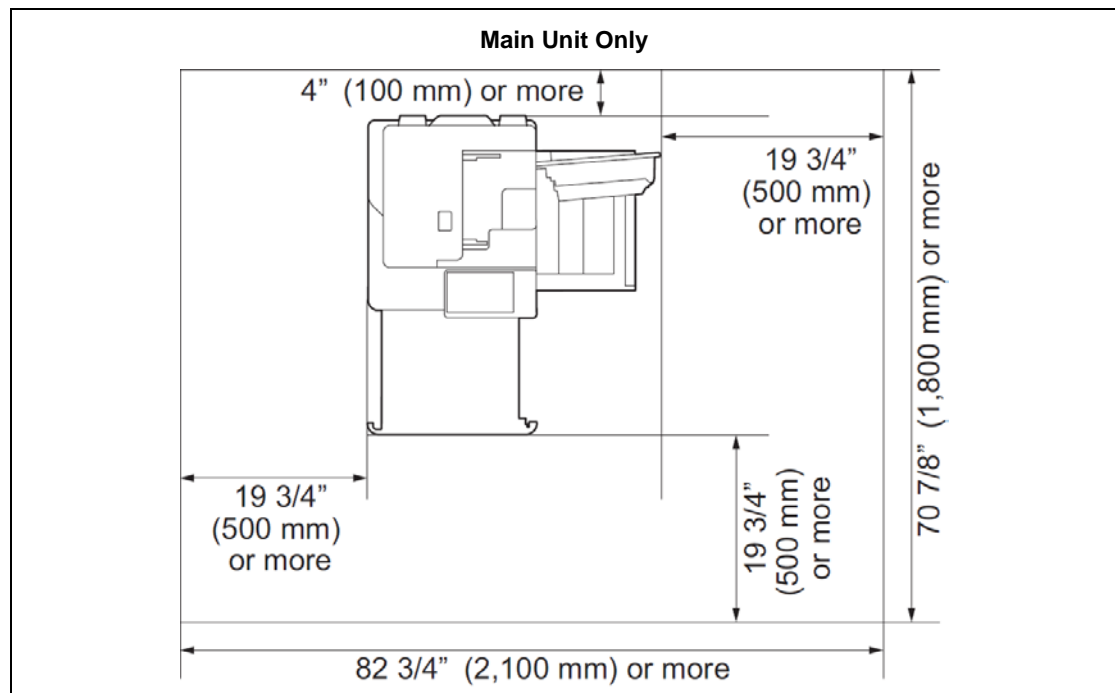 Main Unit Only
4” (100 mm) or more
19 3/4”
(500 mm)
or more
70 7/8” (1,800 mm) or more
19 3/4”
(500 mm)
or more
19 3/4”
(500 mm)
or more
82 3/4” (2,100 mm) or more